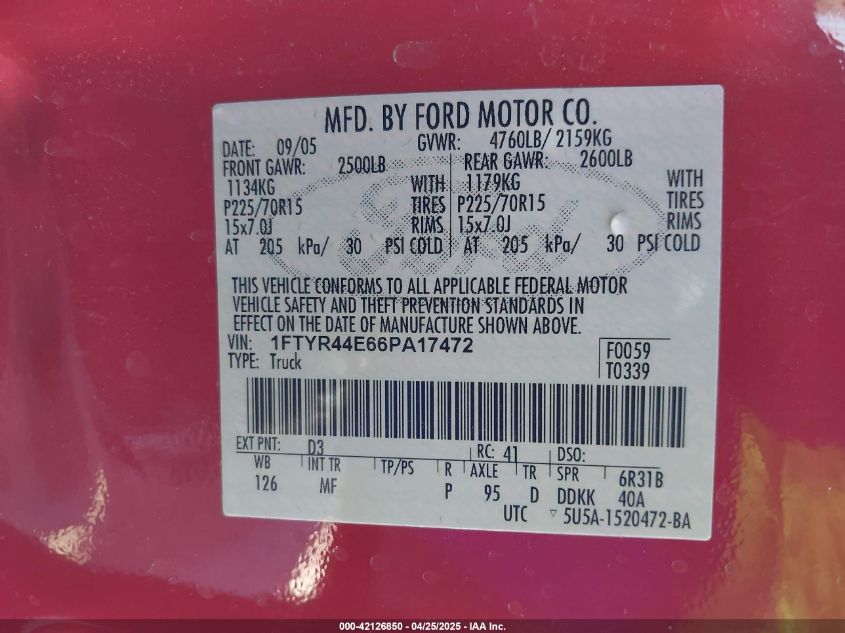 MFD. BY FORD MOTOR CO.
DATE: 09/05 GVWR: 4760LB/ 2159KG
FRONT GAWR: 2500LB REAR GAWR: 2600LB
1134KG WITH 1179KG WITH
P225/70R15 TIRES P225/70R15 TIRES
15x7.0J RIMS 15x7.0J RIMS
AT 205 kPa/ 30 PSI COLD AT 205 kPa/ 30 PSI COLD
THIS VEHICLE CONFORMS TO ALL APPLICABLE FEDERAL MOTOR
VEHICLE SAFETY AND THEFT PREVENTION STANDARDS IN
EFFECT ON THE DATE OF MANUFACTURE SHOWN ABOVE.
VIN: 1FTYR44E66PA17472 F0059
TYPE: Truck T0339
EXT PNT: D3 RC: 41 DSO:
WB INT TR TP/PS R AXLE TR SPR 6R31B
126 MF P 95 D DDKK 40A
UTC ▽ 5U5A-1520472-BA
Ford
000-42126850 - 04/25/2025 - IAA Inc.